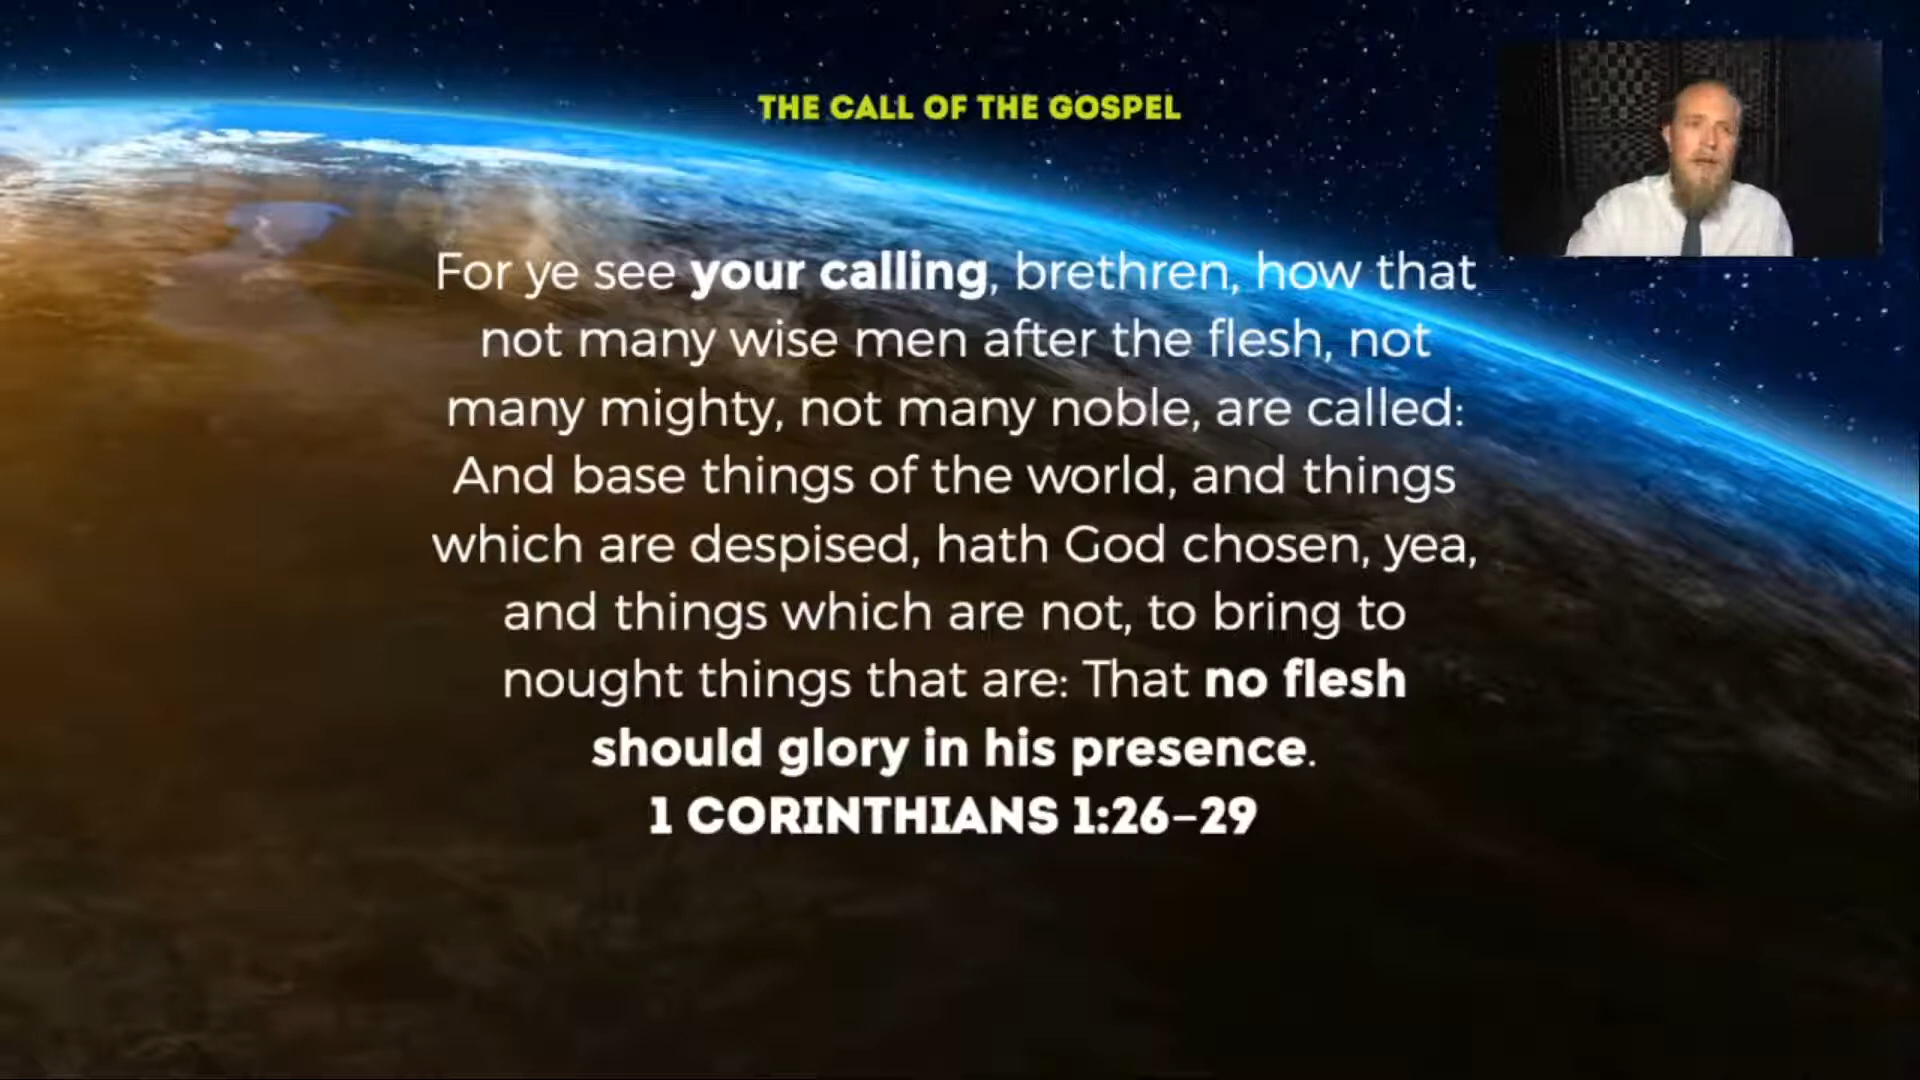 THE CALL OF THE GOSPEL
For ye see your calling, brethren, how that
not many wise men after the flesh, not
many mighty, not many noble, are called:
And base things of the world, and things
which are despised, hath God chosen, yea,
and things which are not, to bring to
nought things that are: That no flesh
should glory in his presence.
1 CORINTHIANS 1:26–29